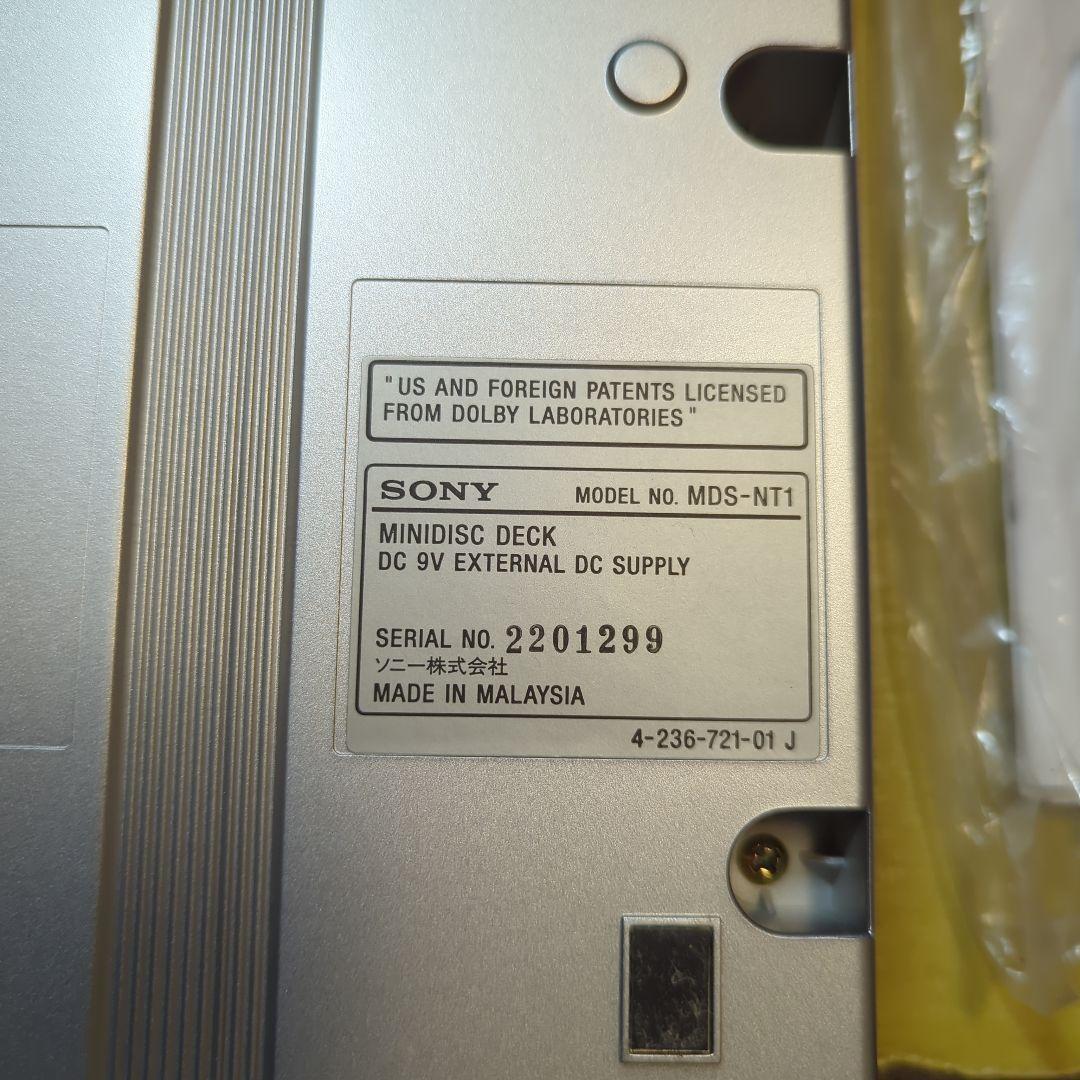 "US AND FOREIGN PATENTS LICENSED
FROM DOLBY LABORATORIES"
SONY MODEL NO. MDS-NT1
MINIDISC DECK
DC 9V EXTERNAL DC SUPPLY
SERIAL NO. 2201299
ソニー株式会社
MADE IN MALAYSIA
4-236-721-01 J